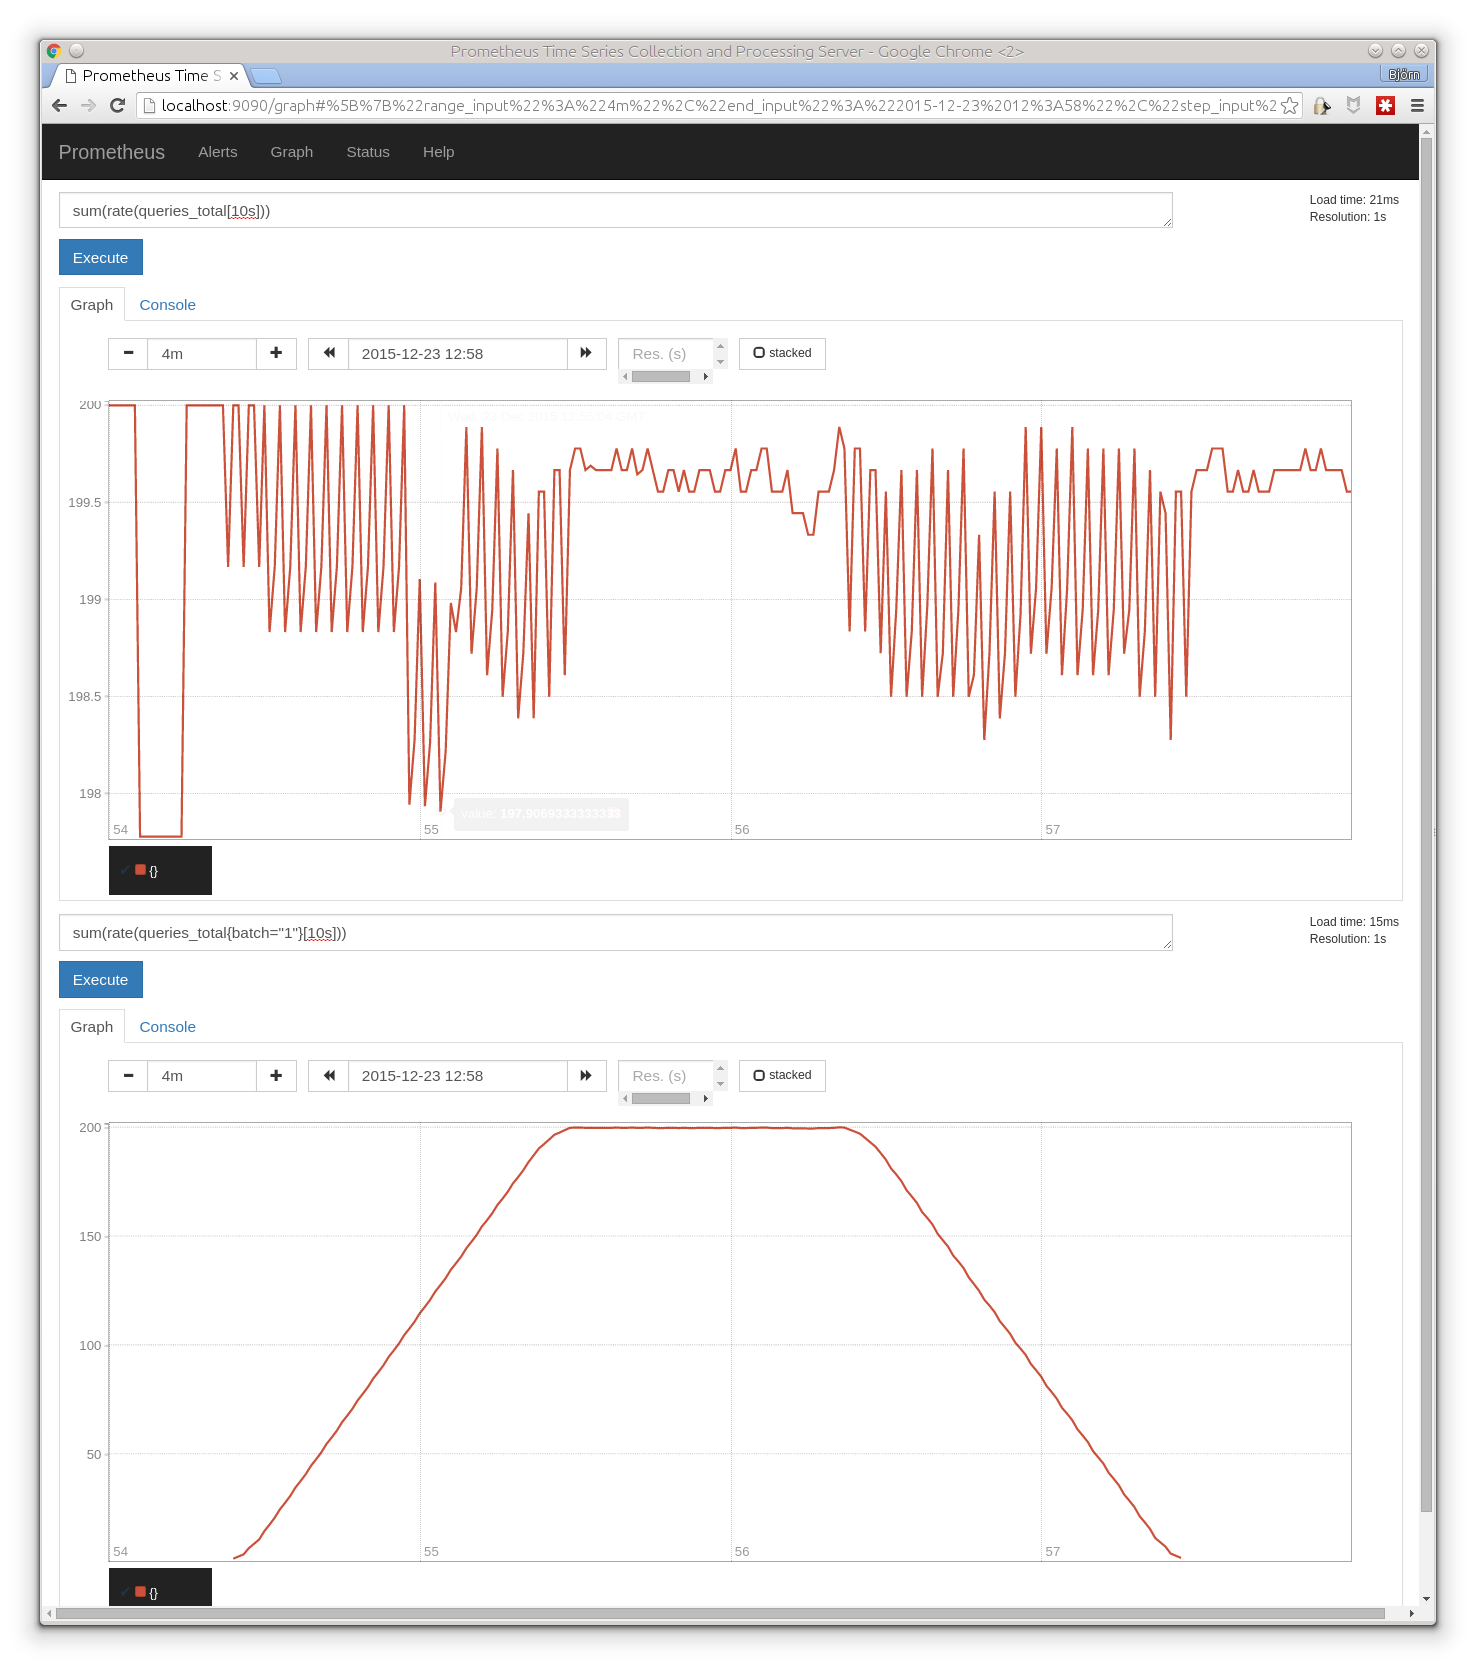 Prometheus Time Series Collection and Processing Server - Google Chrome <2>
Prometheus Time S
Björn
localhost:9090/graph#%5B%7B%22range_input%22%3A%224m%22%2C%22end_input%22%3A%222015-12-23%2012%3A58%22%2C%22step_input%2
Prometheus Alerts Graph Status Help
sum(rate(queries_total[10s]))
Load time: 21ms
Resolution: 1s
Execute
Graph Console
4m 2015-12-23 12:58 Res. (s) stacked
200
Wed, 23 Dec 2015 12:55:04 GMT
199.5
199
198.5
198
value: 197.9069333333333
54 55 56 57
{}
sum(rate(queries_total{batch="1"}[10s]))
Load time: 15ms
Resolution: 1s
Execute
Graph Console
4m 2015-12-23 12:58 Res. (s) stacked
200
150
100
50
54 55 56 57
{}